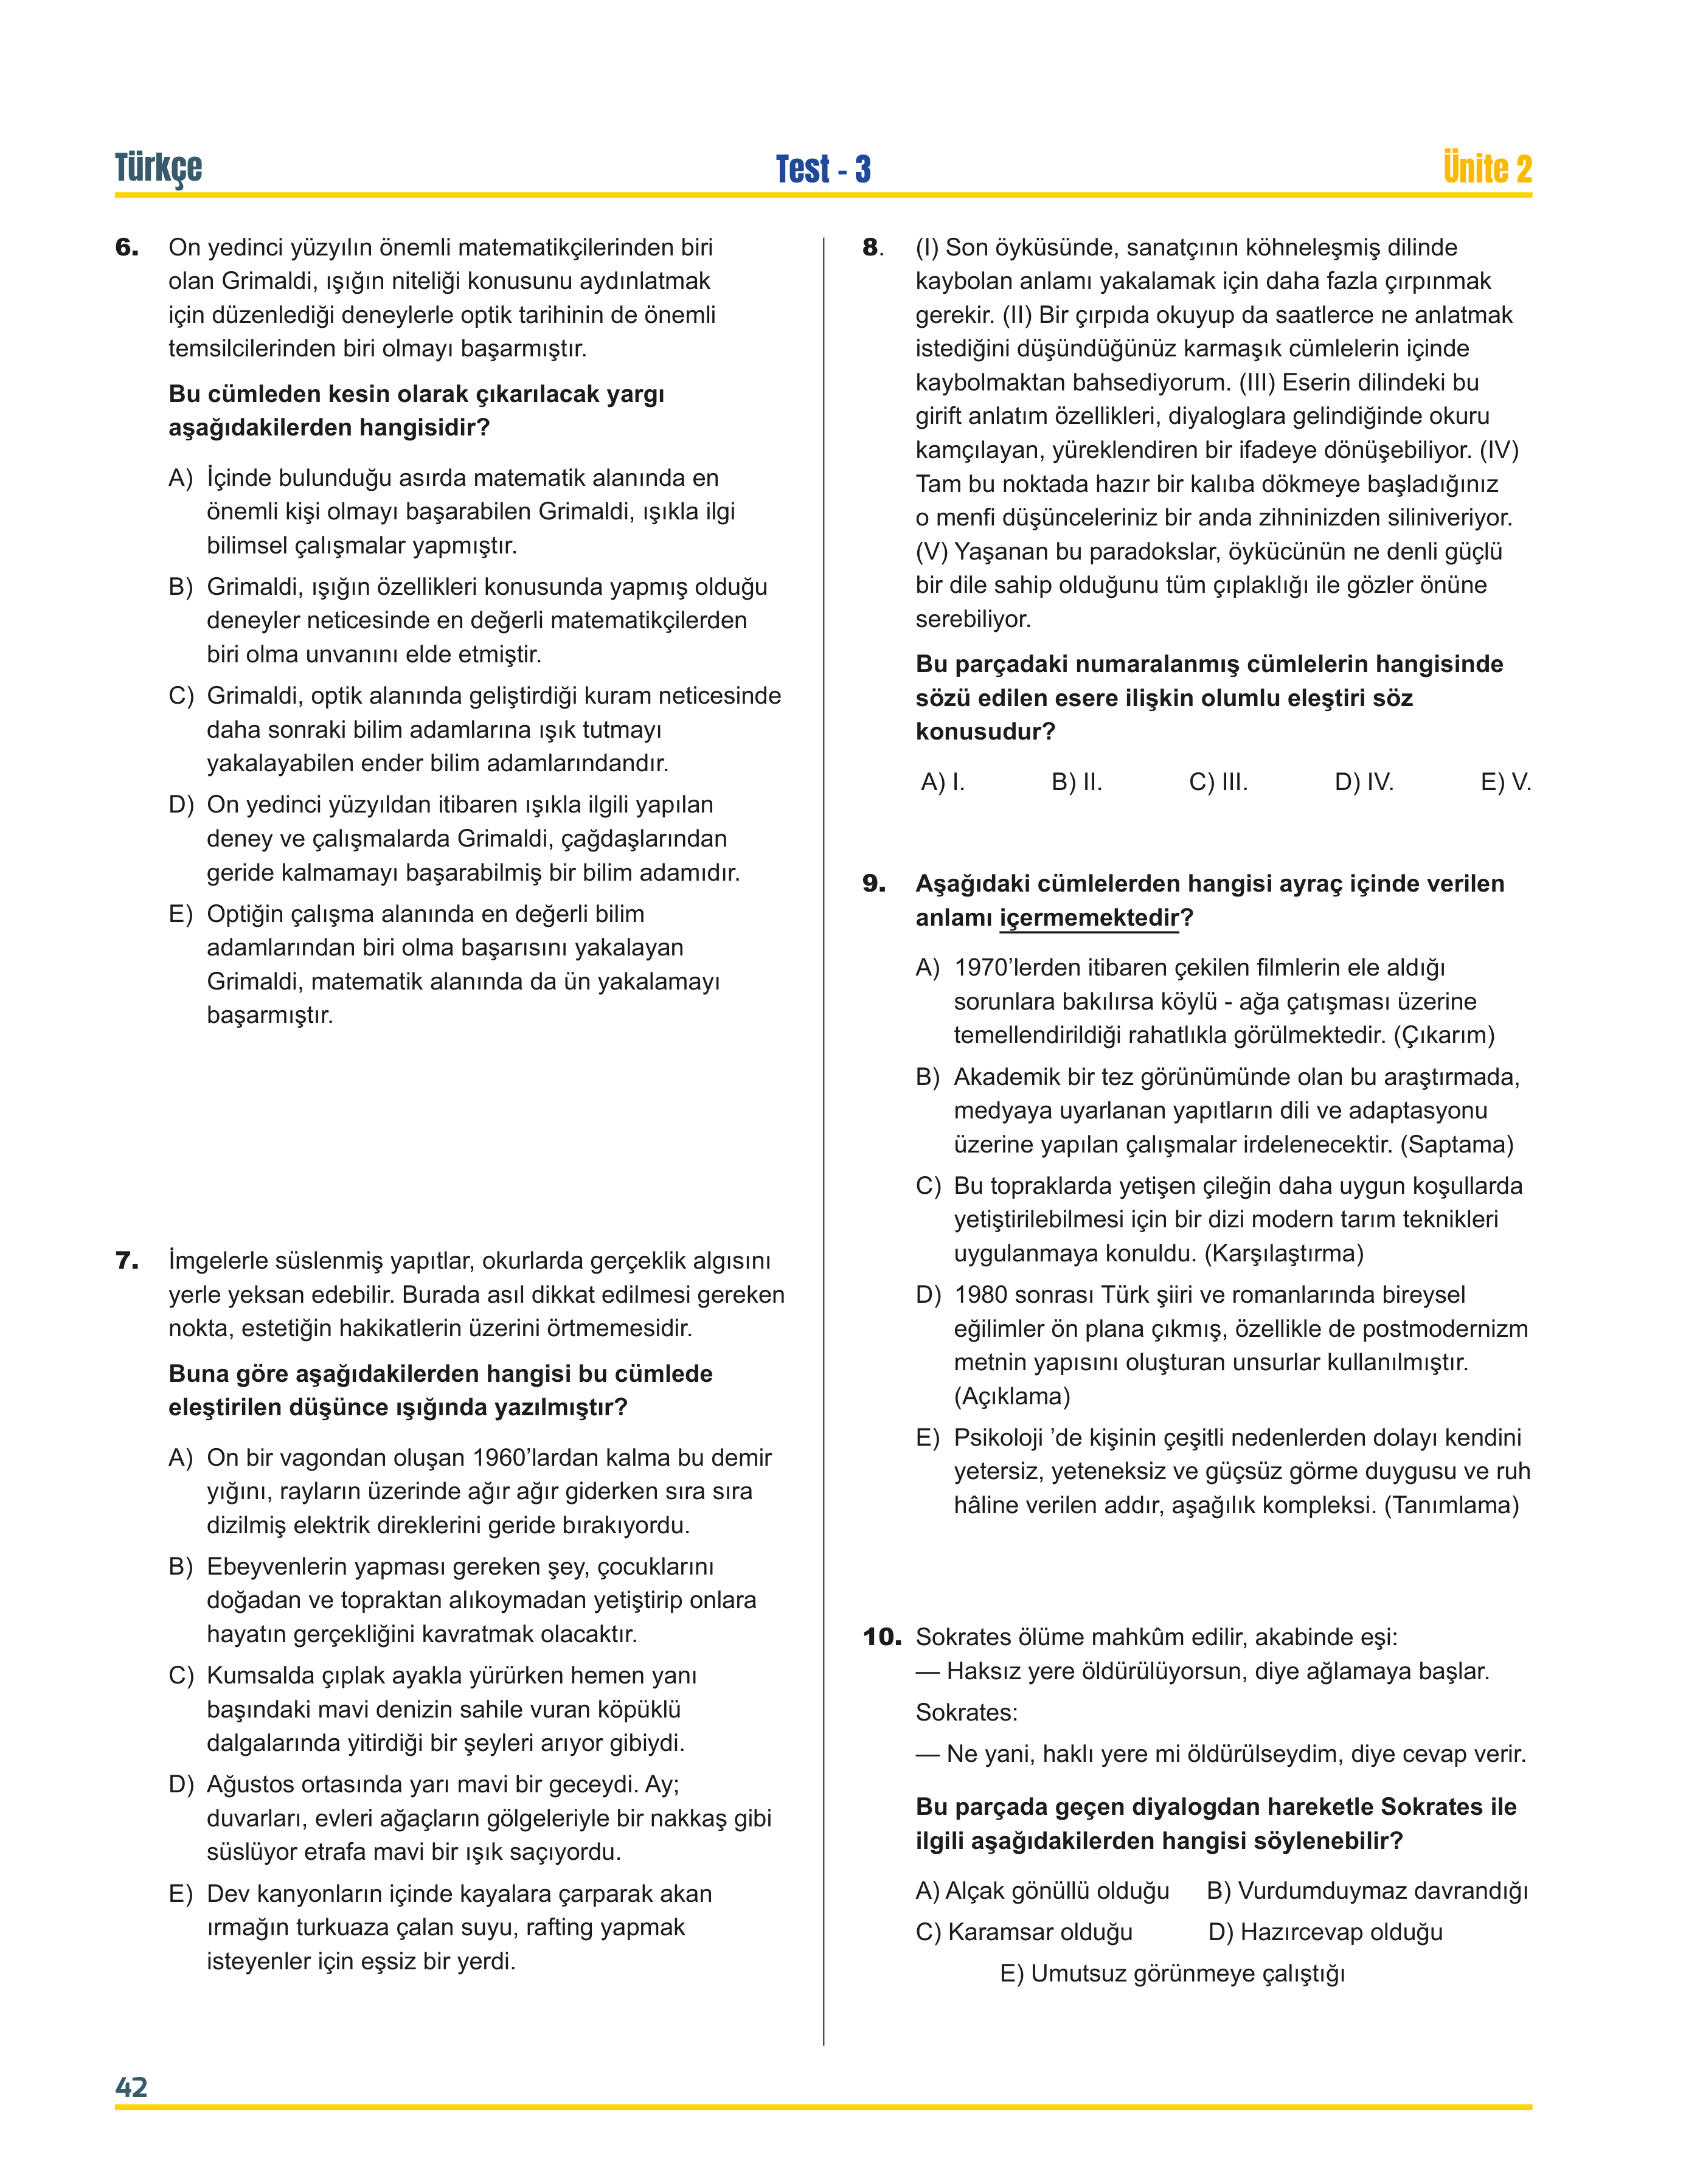 Türkçe
Test - 3
Ünite 2
6. On yedinci yüzyılın önemli matematikçilerinden biri
olan Grimaldi, ışığın niteliği konusunu aydınlatmak
için düzenlediği deneylerle optik tarihinin de önemli
temsilcilerinden biri olmayı başarmıştır.
Bu cümleden kesin olarak çıkarılacak yargı
aşağıdakilerden hangisidir?
A) İçinde bulunduğu asırda matematik alanında en
önemli kişi olmayı başarabilen Grimaldi, ışıkla ilgi
bilimsel çalışmalar yapmıştır.
B) Grimaldi, ışığın özellikleri konusunda yapmış olduğu
deneyler neticesinde en değerli matematikçilerden
biri olma unvanını elde etmiştir.
C) Grimaldi, optik alanında geliştirdiği kuram neticesinde
daha sonraki bilim adamlarına ışık tutmayı
yakalayabilen ender bilim adamlarındandır.
D) On yedinci yüzyıldan itibaren ışıkla ilgili yapılan
deney ve çalışmalarda Grimaldi, çağdaşlarından
geride kalmamayı başarabilmiş bir bilim adamıdır.
E) Optiğin çalışma alanında en değerli bilim
adamlarından biri olma başarısını yakalayan
Grimaldi, matematik alanında da ün yakalamayı
başarmıştır.
7. İmgelerle süslenmiş yapıtlar, okurlarda gerçeklik algısını
yerle yeksan edebilir. Burada asıl dikkat edilmesi gereken
nokta, estetiğin hakikatlerin üzerini örtmemesidir.
Buna göre aşağıdakilerden hangisi bu cümlede
eleştirilen düşünce ışığında yazılmıştır?
A) On bir vagondan oluşan 1960’lardan kalma bu demir
yığını, rayların üzerinde ağır ağır giderken sıra sıra
dizilmiş elektrik direklerini geride bırakıyordu.
B) Ebeyvenlerin yapması gereken şey, çocuklarını
doğadan ve topraktan alıkoymadan yetiştirip onlara
hayatın gerçekliğini kavratmak olacaktır.
C) Kumsalda çıplak ayakla yürürken hemen yanı
başındaki mavi denizin sahile vuran köpüklü
dalgalarında yitirdiği bir şeyleri arıyor gibiydi.
D) Ağustos ortasında yarı mavi bir geceydi. Ay;
duvarları, evleri ağaçların gölgeleriyle bir nakkaş gibi
süslüyor etrafa mavi bir ışık saçıyordu.
E) Dev kanyonların içinde kayalara çarparak akan
ırmağın turkuaza çalan suyu, rafting yapmak
isteyenler için eşsiz bir yerdi.
8. (I) Son öyküsünde, sanatçının köhneleşmiş dilinde
kaybolan anlamı yakalamak için daha fazla çırpınmak
gerekir. (II) Bir çırpıda okuyup da saatlerce ne anlatmak
istediğini düşündüğünüz karmaşık cümlelerin içinde
kaybolmaktan bahsediyorum. (III) Eserin dilindeki bu
girift anlatım özellikleri, diyaloglara gelindiğinde okuru
kamçılayan, yüreklendiren bir ifadeye dönüşebiliyor. (IV)
Tam bu noktada hazır bir kalıba dökmeye başladığınız
o menfi düşünceleriniz bir anda zihninizden siliniveriyor.
(V) Yaşanan bu paradokslar, öykücünün ne denli güçlü
bir dile sahip olduğunu tüm çıplaklığı ile gözler önüne
serebiliyor.
Bu parçadaki numaralanmış cümlelerin hangisinde
sözü edilen esere ilişkin olumlu eleştiri söz
konusudur?
A) I. B) II. C) III. D) IV. E) V.
9. Aşağıdaki cümlelerden hangisi ayraç içinde verilen
anlamı içermemektedir?
A) 1970’lerden itibaren çekilen filmlerin ele aldığı
sorunlara bakılırsa köylü - ağa çatışması üzerine
temellendirildiği rahatlıkla görülmektedir. (Çıkarım)
B) Akademik bir tez görünümünde olan bu araştırmada,
medyaya uyarlanan yapıtların dili ve adaptasyonu
üzerine yapılan çalışmalar irdelenecektir. (Saptama)
C) Bu topraklarda yetişen çileğin daha uygun koşullarda
yetiştirilebilmesi için bir dizi modern tarım teknikleri
uygulanmaya konuldu. (Karşılaştırma)
D) 1980 sonrası Türk şiiri ve romanlarında bireysel
eğilimler ön plana çıkmış, özellikle de postmodernizm
metnin yapısını oluşturan unsurlar kullanılmıştır.
(Açıklama)
E) Psikoloji ’de kişinin çeşitli nedenlerden dolayı kendini
yetersiz, yeteneksiz ve güçsüz görme duygusu ve ruh
hâline verilen addır, aşağılık kompleksi. (Tanımlama)
10. Sokrates ölüme mahkûm edilir, akabinde eşi:
— Haksız yere öldürülüyorsun, diye ağlamaya başlar.
Sokrates:
— Ne yani, haklı yere mi öldürülseydim, diye cevap verir.
Bu parçada geçen diyalogdan hareketle Sokrates ile
ilgili aşağıdakilerden hangisi söylenebilir?
A) Alçak gönüllü olduğu B) Vurdumduymaz davrandığı
C) Karamsar olduğu D) Hazırcevap olduğu
E) Umutsuz görünmeye çalıştığı
42